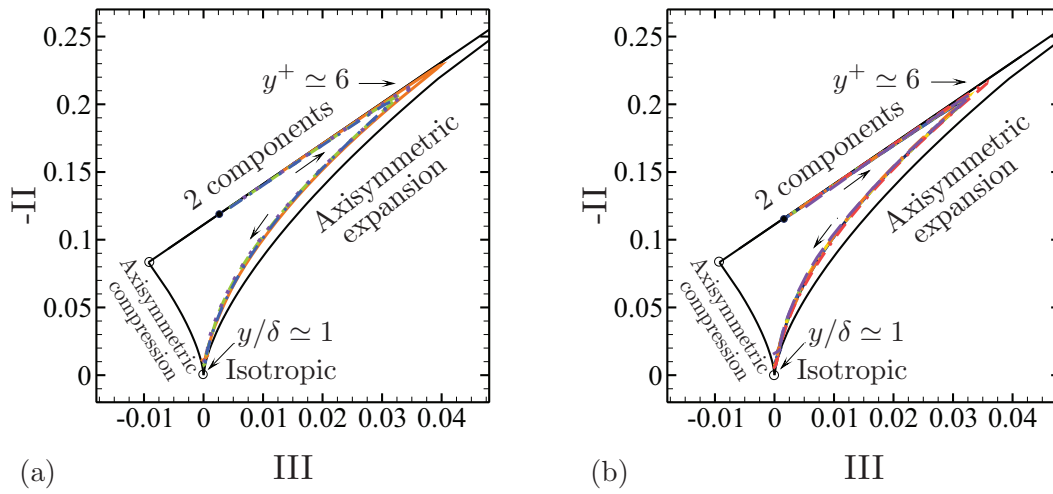 0.25
0.2
0.15
0.1
0.05
0
-II
-0.01 0 0.01 0.02 0.03 0.04
III
(a)
y⁺ ≃ 6
2 components
Axisymmetric
expansion
Axisymmetric
compression
y/δ ≃ 1
Isotropic
0.25
0.2
0.15
0.1
0.05
0
-II
-0.01 0 0.01 0.02 0.03 0.04
III
(b)
y⁺ ≃ 6
2 components
Axisymmetric
expansion
Axisymmetric
compression
y/δ ≃ 1
Isotropic